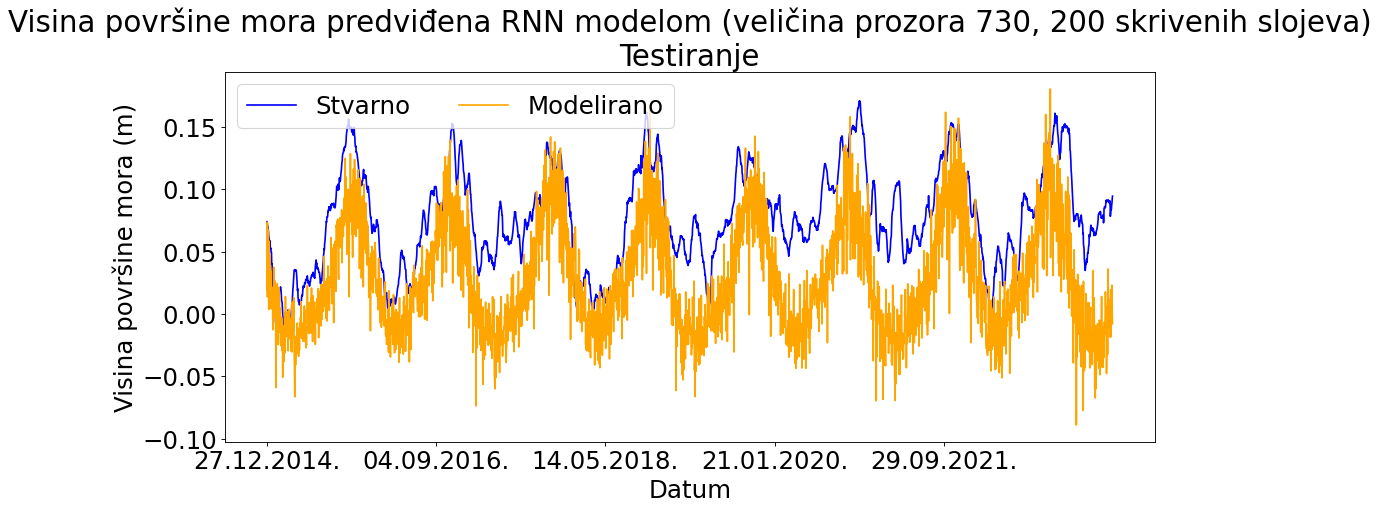 Visina površine mora predviđena RNN modelom (veličina prozora 730, 200 skrivenih slojeva)
Testiranje
Stvarno Modelirano
Visina površine mora (m)
0.15
0.10
0.05
0.00
−0.05
−0.10
27.12.2014. 04.09.2016. 14.05.2018. 21.01.2020. 29.09.2021.
Datum